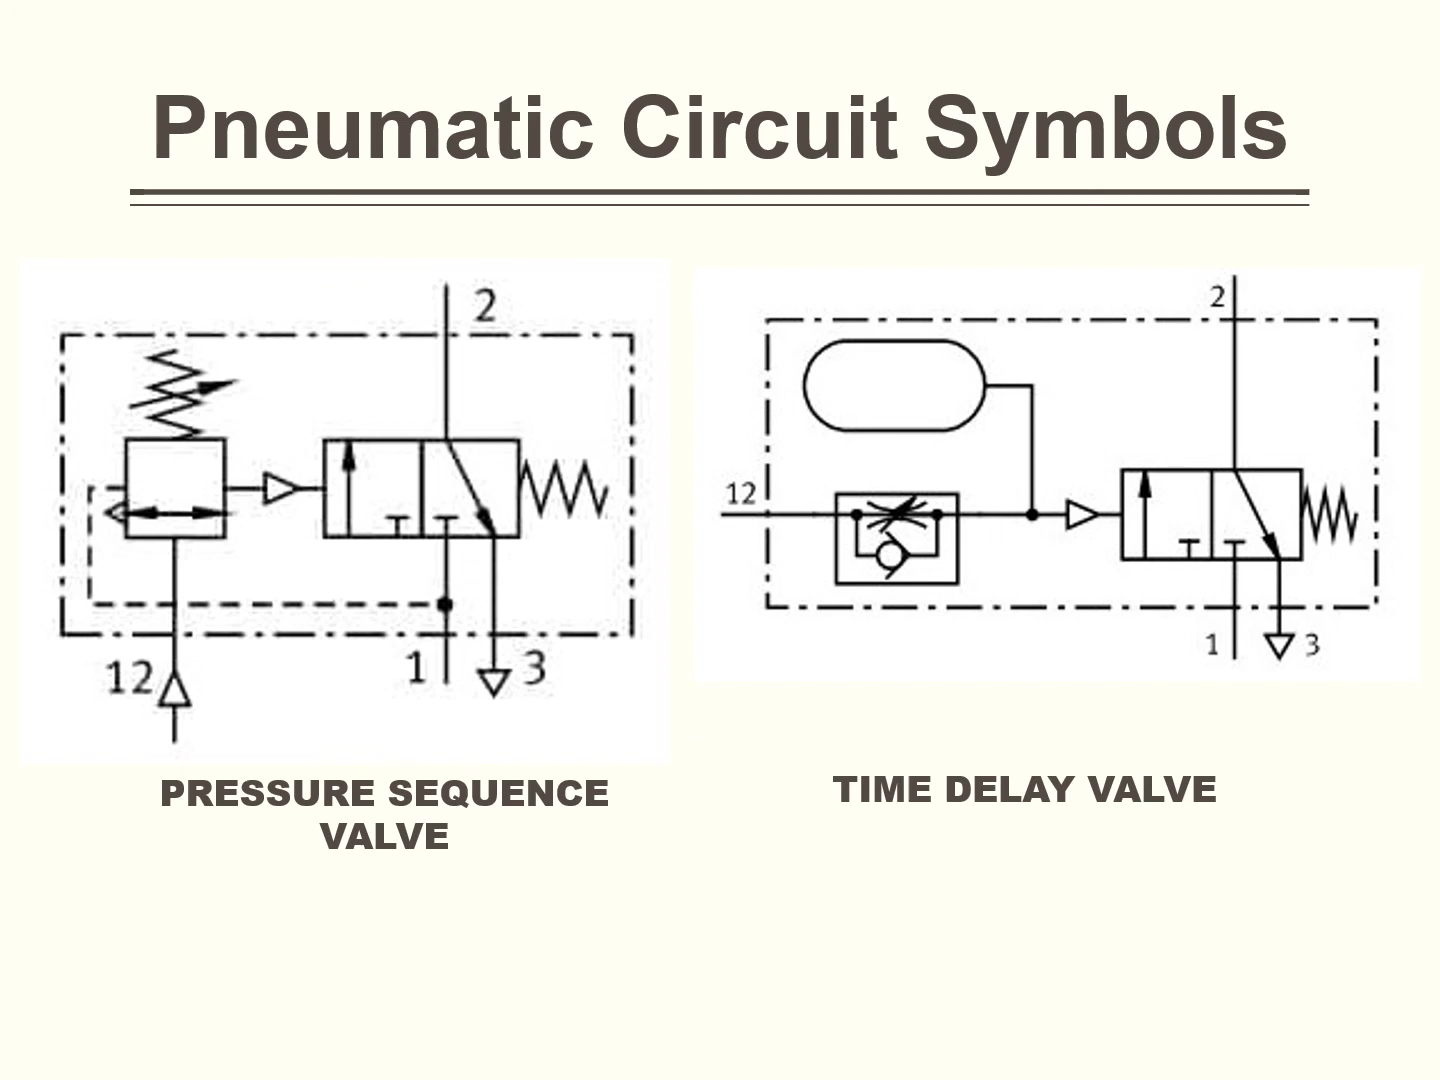 Pneumatic Circuit Symbols
2
12
1
3
PRESSURE SEQUENCE
VALVE
2
12
1
3
TIME DELAY VALVE